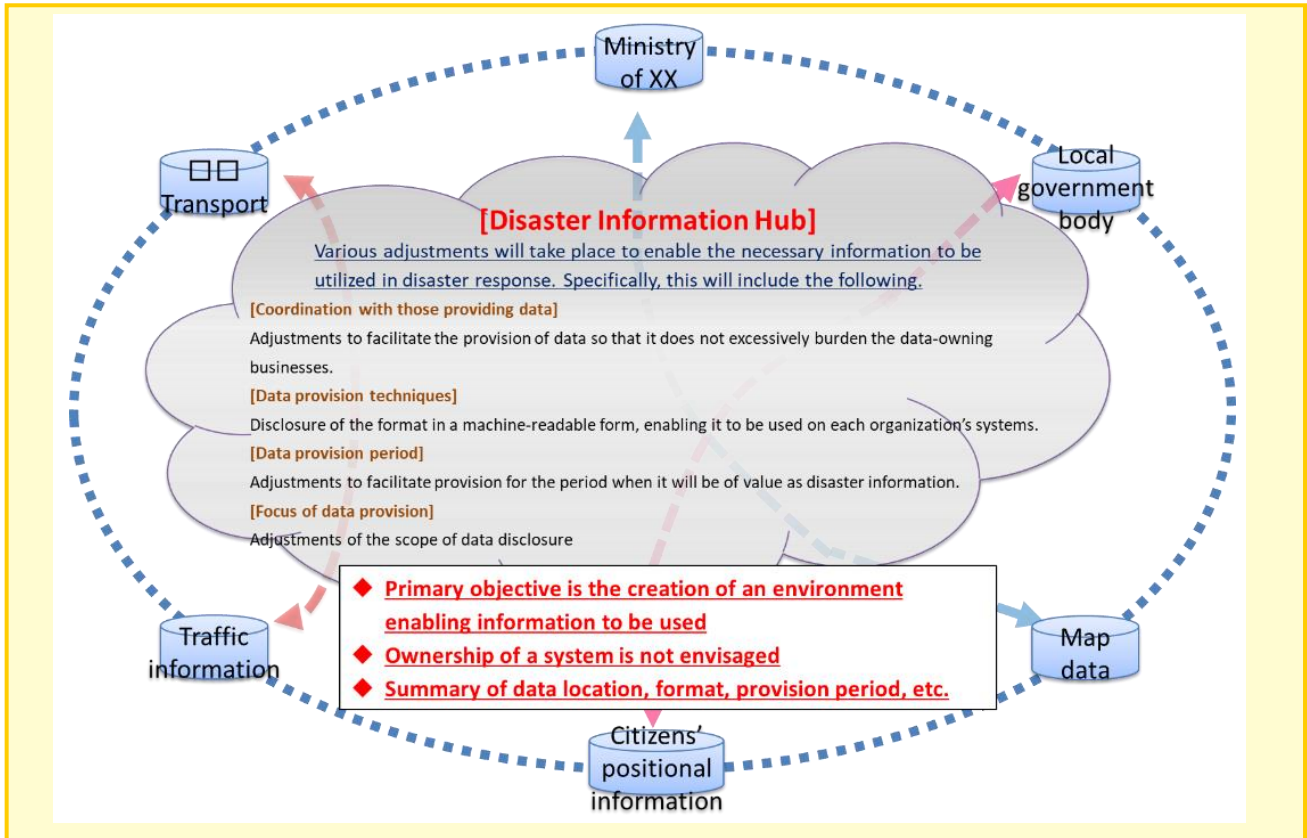 Ministry
of XX
□□
Transport
Local
government
body
[Disaster Information Hub]
Various adjustments will take place to enable the necessary information to be
utilized in disaster response. Specifically, this will include the following.
[Coordination with those providing data]
Adjustments to facilitate the provision of data so that it does not excessively burden the data-owning
businesses.
[Data provision techniques]
Disclosure of the format in a machine-readable form, enabling it to be used on each organization's systems.
[Data provision period]
Adjustments to facilitate provision for the period when it will be of value as disaster information.
[Focus of data provision]
Adjustments of the scope of data disclosure
◆ Primary objective is the creation of an environment
enabling information to be used
◆ Ownership of a system is not envisaged
◆ Summary of data location, format, provision period, etc.
Traffic
information
Map
data
Citizens'
positional
information